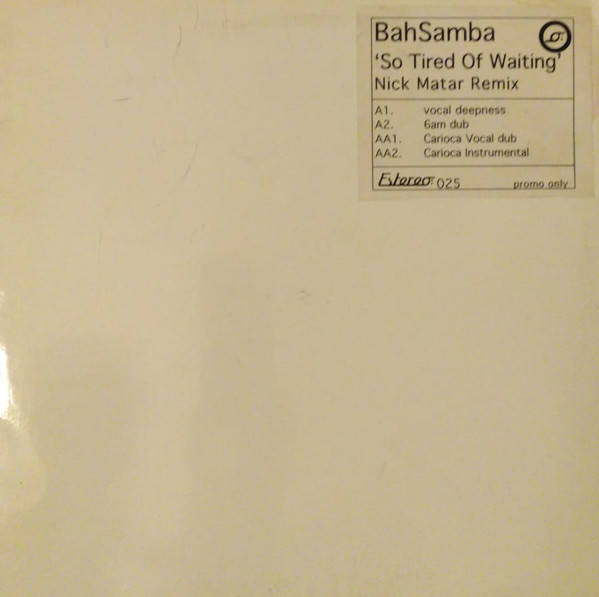 BahSamba
'So Tired Of Waiting'
Nick Matar Remix
A1. vocal deepness
A2. 6am dub
AA1. Carioca Vocal dub
AA2. Carioca Instrumental
Estereo 025 promo only